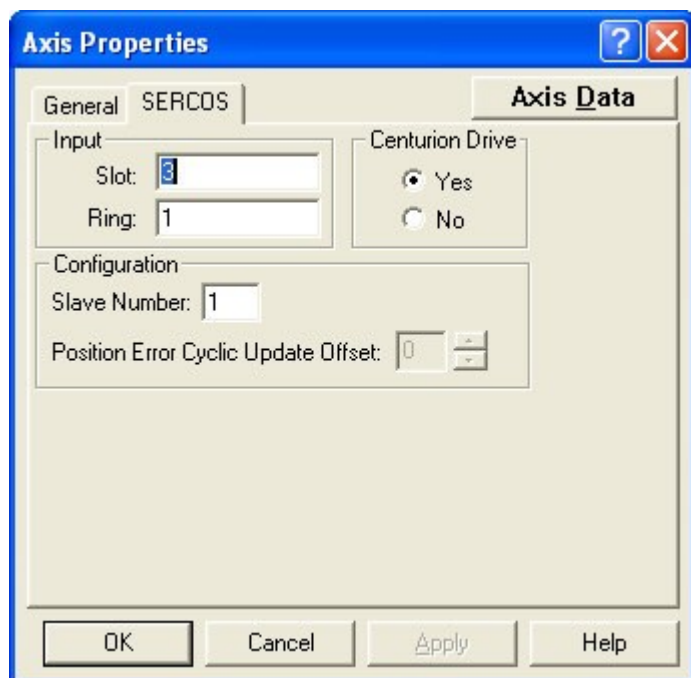 Axis Properties
General
SERCOS
Axis Data
Input
Slot: 3
Ring: 1
Centurion Drive
Yes
No
Configuration
Slave Number: 1
Position Error Cyclic Update Offset: 0
OK
Cancel
Apply
Help